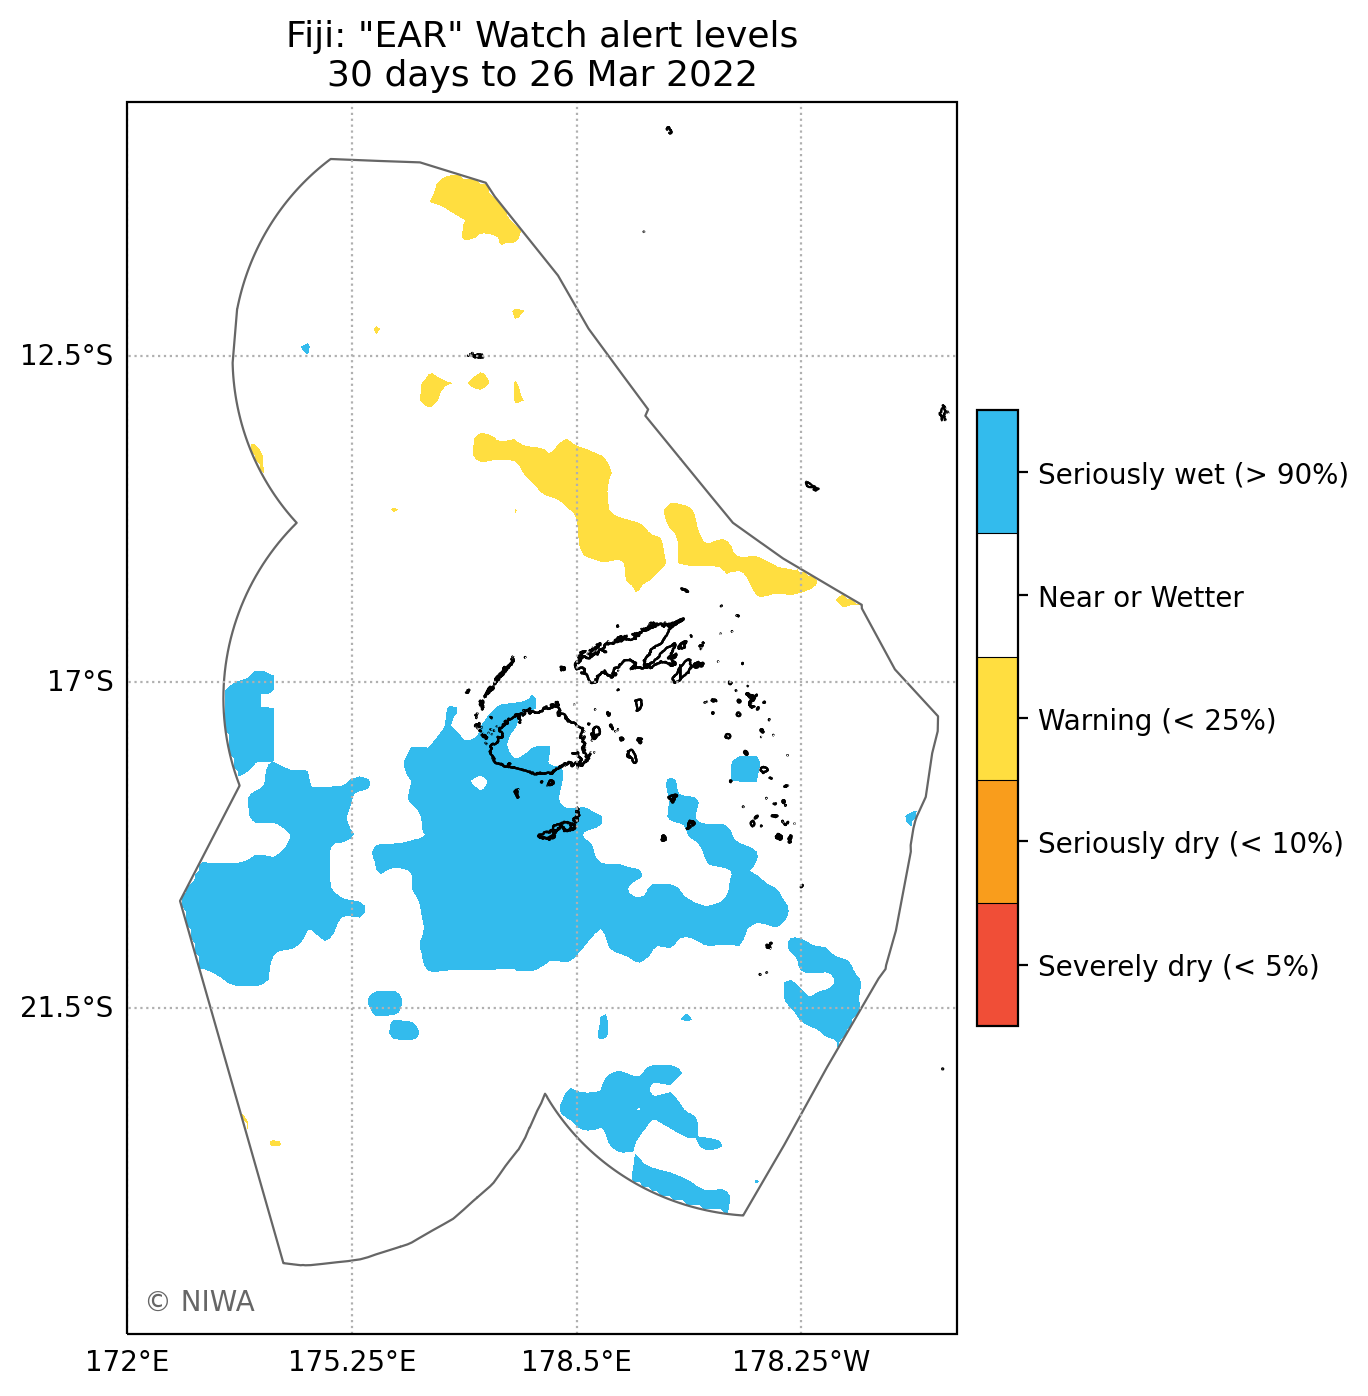 Fiji: "EAR" Watch alert levels
30 days to 26 Mar 2022
12.5°S
17°S
21.5°S
172°E
175.25°E
178.5°E
178.25°W
Seriously wet (> 90%)
Near or Wetter
Warning (< 25%)
Seriously dry (< 10%)
Severely dry (< 5%)
© NIWA